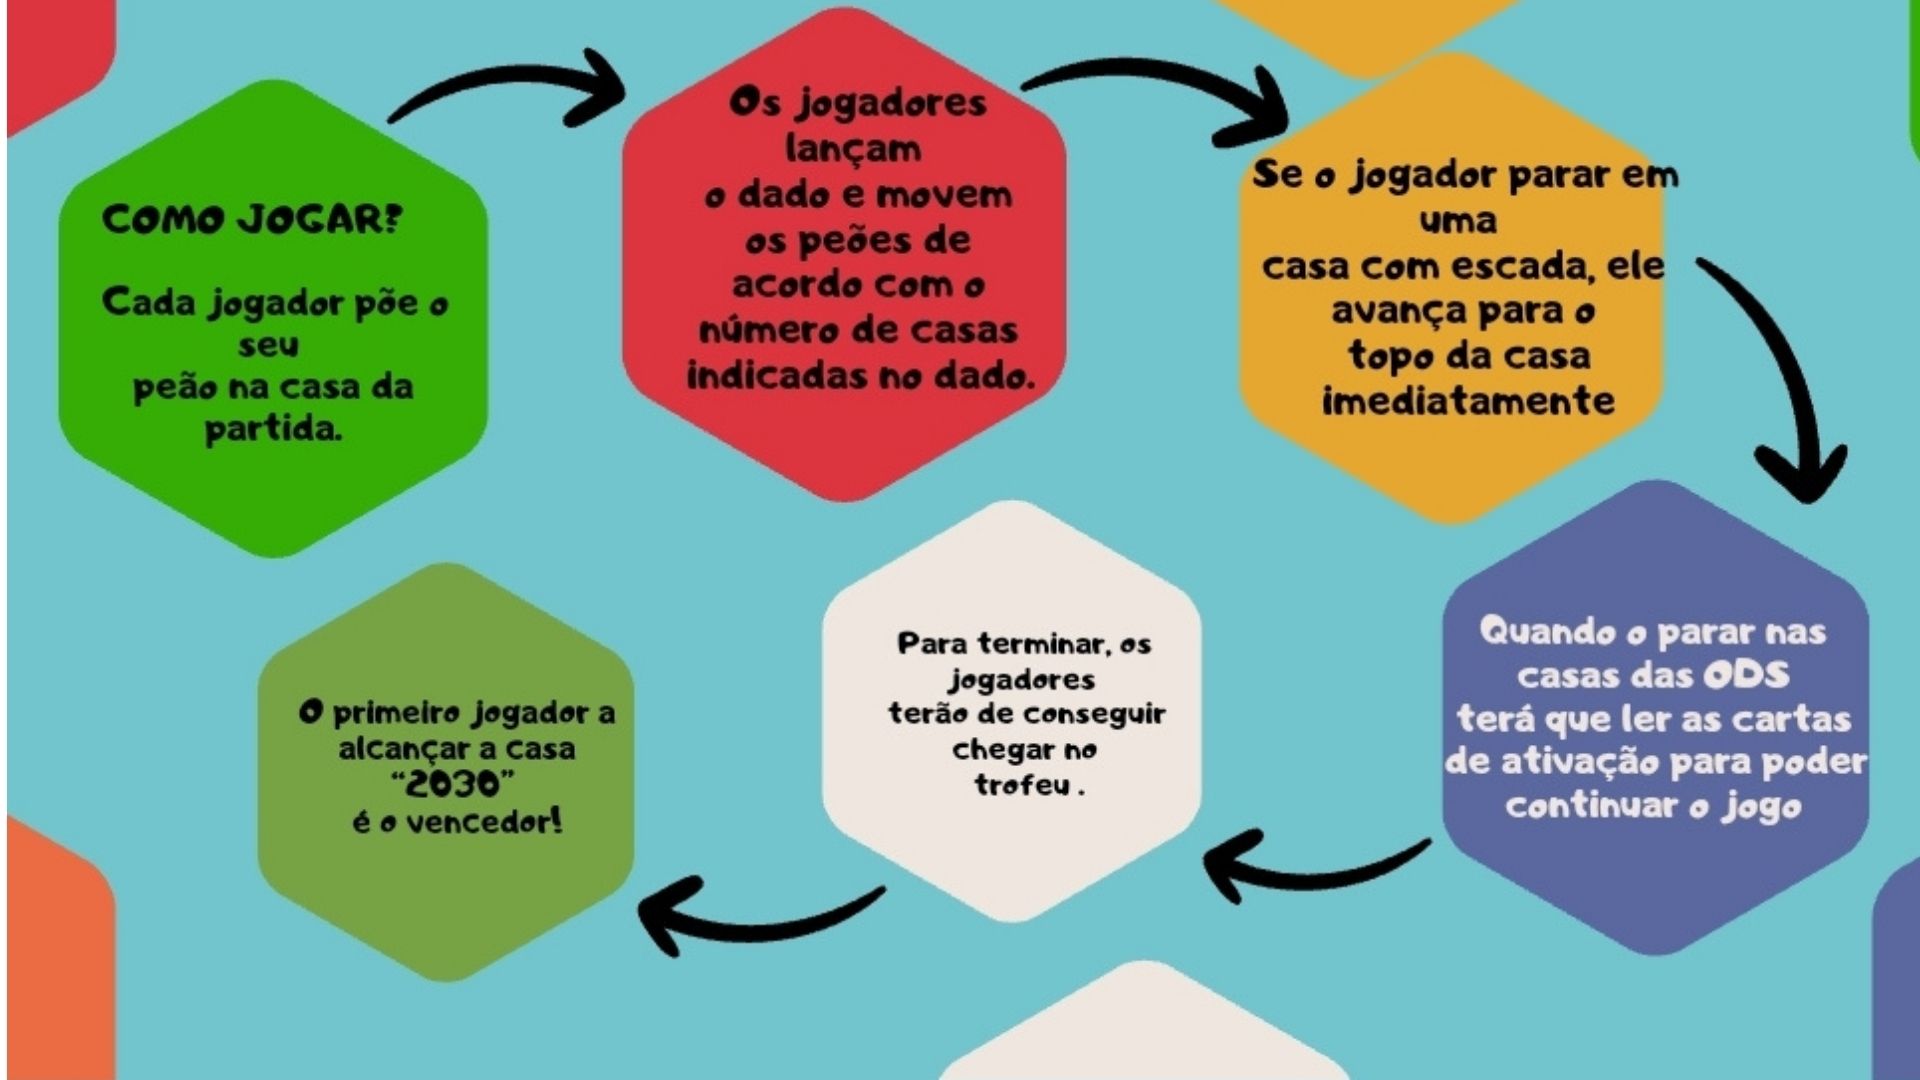 COMO JOGAR?
Cada jogador põe o
seu
peão na casa da
partida.
Os jogadores
lançam
o dado e movem
os peões de
acordo com o
número de casas
indicadas no dado.
Se o jogador parar em
uma
casa com escada, ele
avança para o
topo da casa
imediatamente
Quando o parar nas
casas das ODS
terá que ler as cartas
de ativação para poder
continuar o jogo
Para terminar, os
jogadores
terão de conseguir
chegar no
trofeu .
O primeiro jogador a
alcançar a casa
“2030”
é o vencedor!